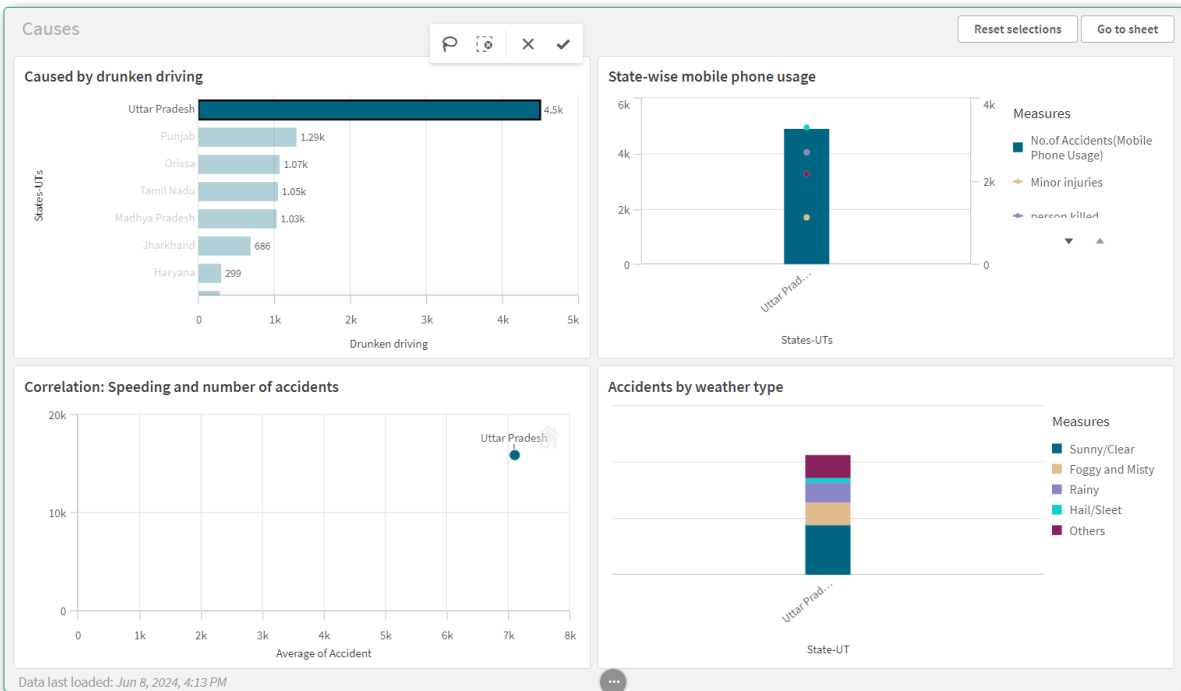 Causes
Reset selections
Go to sheet
Caused by drunken driving
States-UTs
Uttar Pradesh
4.5k
Punjab
1.29k
Orissa
1.07k
Tamil Nadu
1.05k
Madhya Pradesh
1.03k
Jharkhand
686
Haryana
299
0 1k 2k 3k 4k 5k
Drunken driving
State-wise mobile phone usage
6k
4k
2k
0
4k
2k
0
Uttar Prad...
States-UTs
Measures
No.of Accidents(Mobile
Phone Usage)
Minor injuries
person killed
Correlation: Speeding and number of accidents
20k
10k
0
Uttar Pradesh
0 1k 2k 3k 4k 5k 6k 7k 8k
Average of Accident
Accidents by weather type
Uttar Prad...
State-UT
Measures
Sunny/Clear
Foggy and Misty
Rainy
Hail/Sleet
Others
Data last loaded: Jun 8, 2024, 4:13 PM